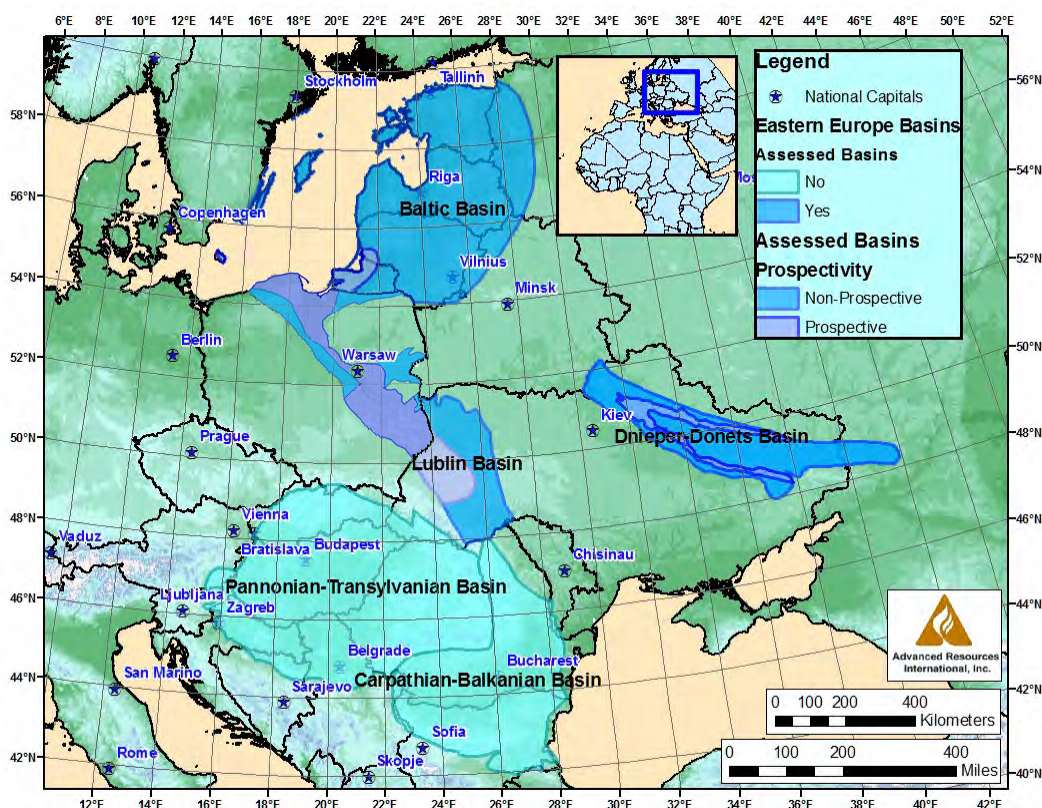 6°E 8°E 10°E 12°E 14°E 16°E 18°E 20°E 22°E 24°E 26°E 28°E 30°E 32°E 34°E 36°E 38°E 40°E 42°E 44°E 46°E 48°E 50°E 52°E
Legend
National Capitals
Eastern Europe Basins
Assessed Basins
No
Yes
Assessed Basins
Prospectivity
Non-Prospective
Prospective
58°N
56°N
54°N
52°N
50°N
48°N
46°N
44°N
42°N
56°N
54°N
52°N
50°N
48°N
46°N
44°N
42°N
40°N
Stockholm
Tallinn
Mos
Riga
Baltic Basin
Copenhagen
Vilnius
Minsk
Berlin
Warsaw
Kiev
Dnieper-Donets Basin
Prague
Lublin Basin
Vienna
Vaduz
Bratislava
Budapest
Chisinau
Pannonian-Transylvanian Basin
Ljubljana
Zagreb
Belgrade
Bucharest
San Marino
Sarajevo
Carpathian-Balkanian Basin
Sofia
Rome
Skopje
Advanced Resources
International, Inc.
0 100 200 400
Kilometers
0 100 200 400
Miles
12°E 14°E 16°E 18°E 20°E 22°E 24°E 26°E 28°E 30°E 32°E 34°E 36°E 38°E 40°E